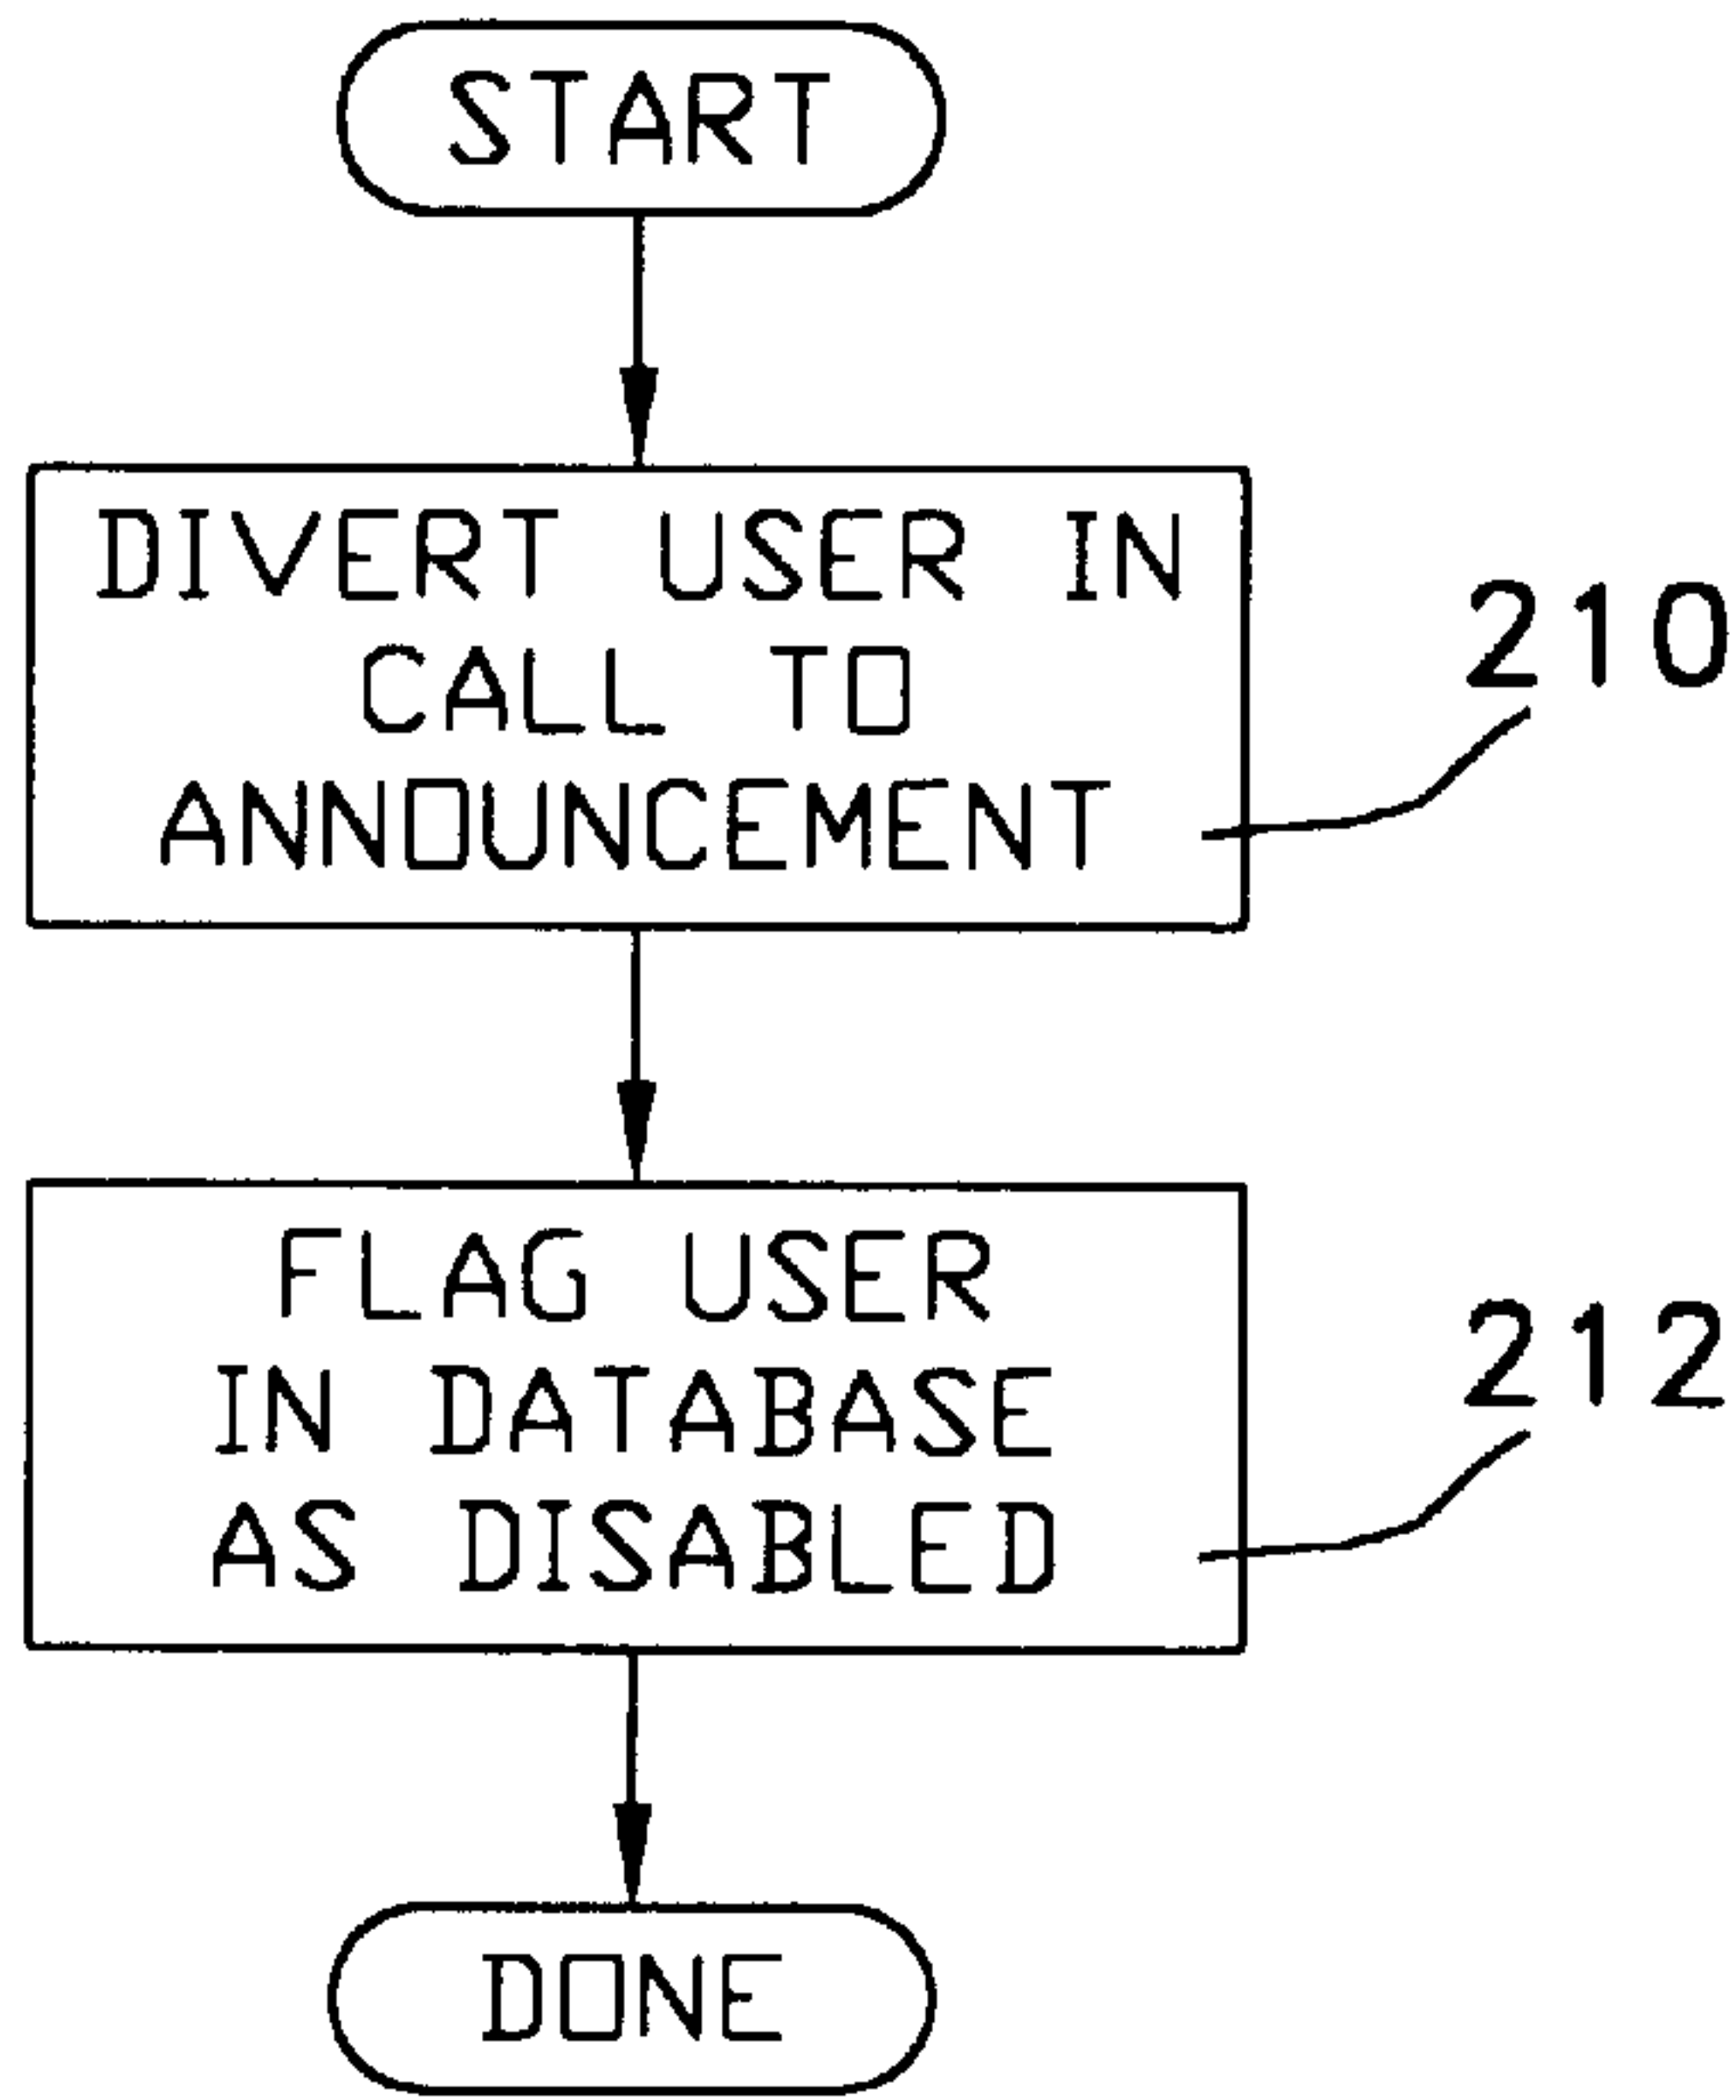 START
DIVERT USER IN
CALL TO
ANNOUNCEMENT
210
FLAG USER
IN DATABASE
AS DISABLED
212
DONE